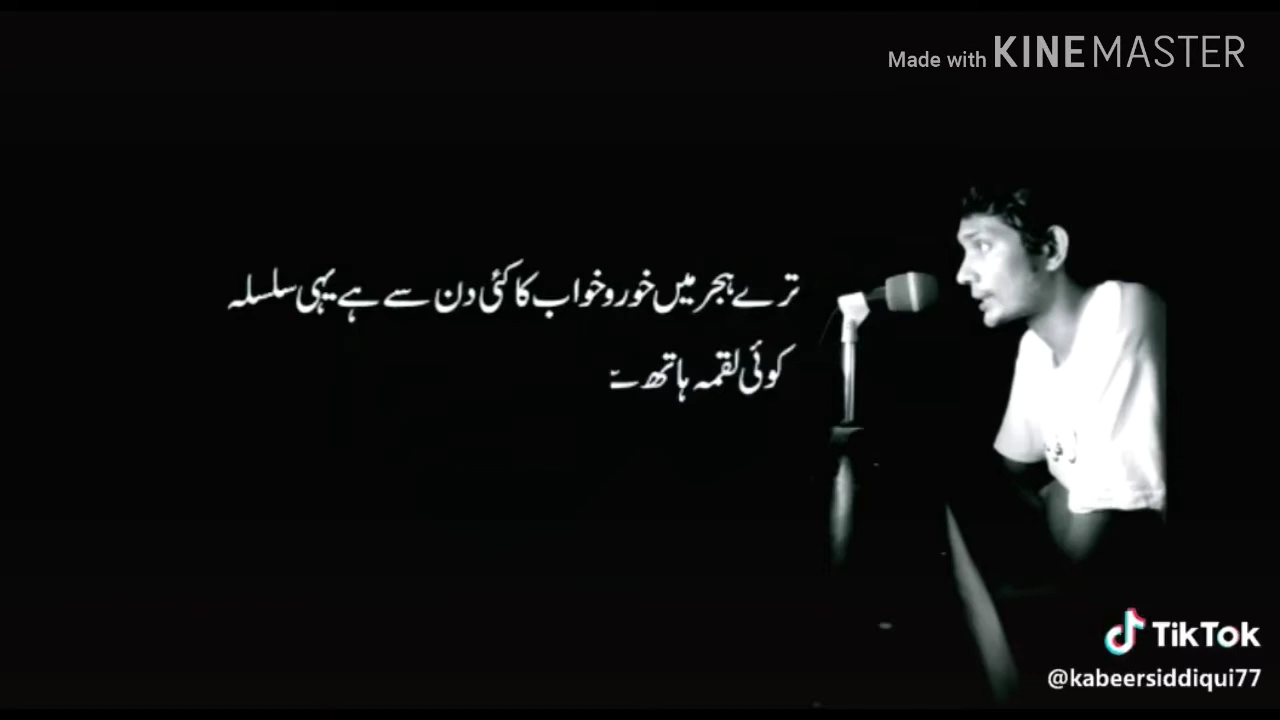 Made with KINEMASTER
ترے ہجر میں خور و خواب کا کئی دن سے ہے یہی سلسلہ
کوئی لقمہ ہاتھ سے
TikTok
@kabeersiddiqui77